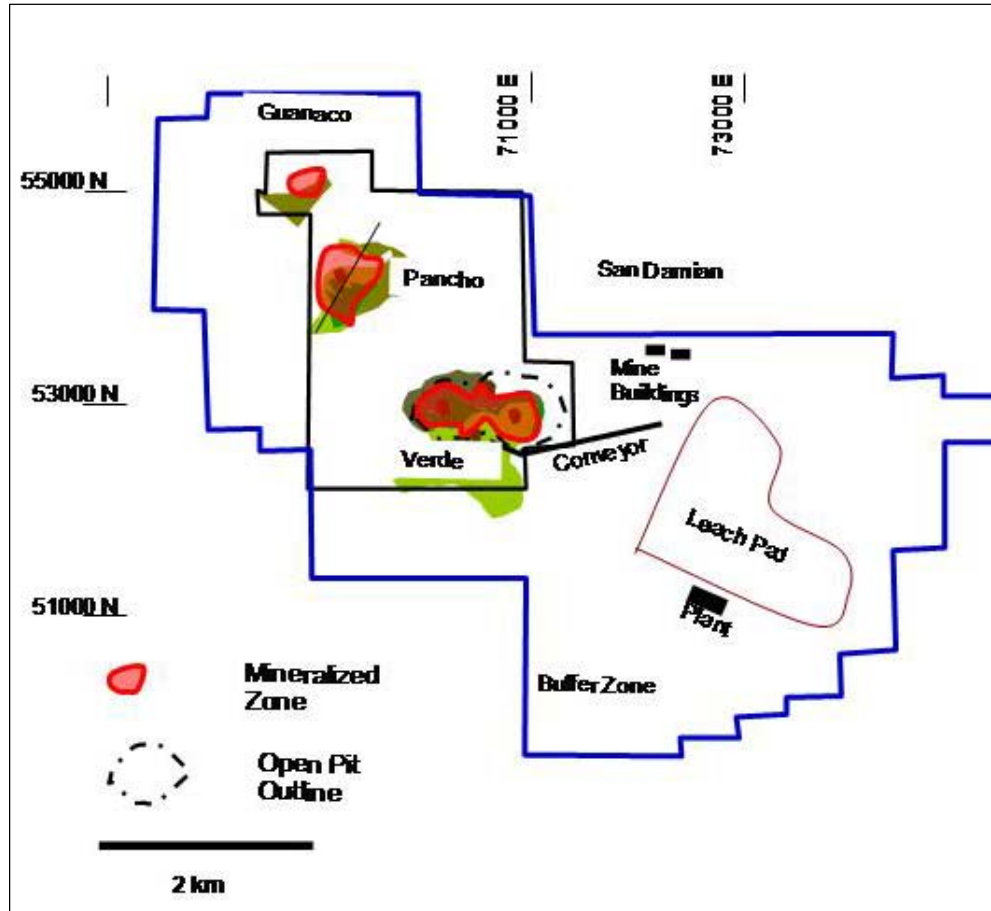 Guanaco
71000 E
73000 E
55000 N
San Damian
Pancho
Mine
Buildings
53000 N
Verde
Conveyor
Leach Pad
51000 N
Plant
Mineralized
Zone
Buffer Zone
Open Pit
Outline
2 km